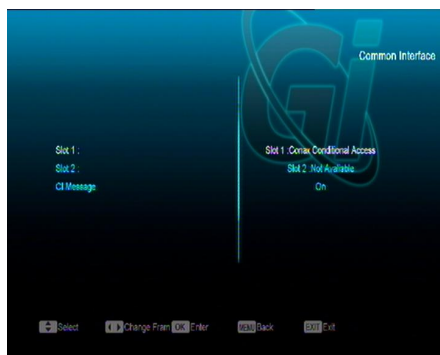 Common Interface
Slot 1 : Slot 1 :Conax Conditional Access
Slot 2 : Slot 2 :Not Available
CI Message On
Select Change Fram OK Enter MENU Back EXIT Exit